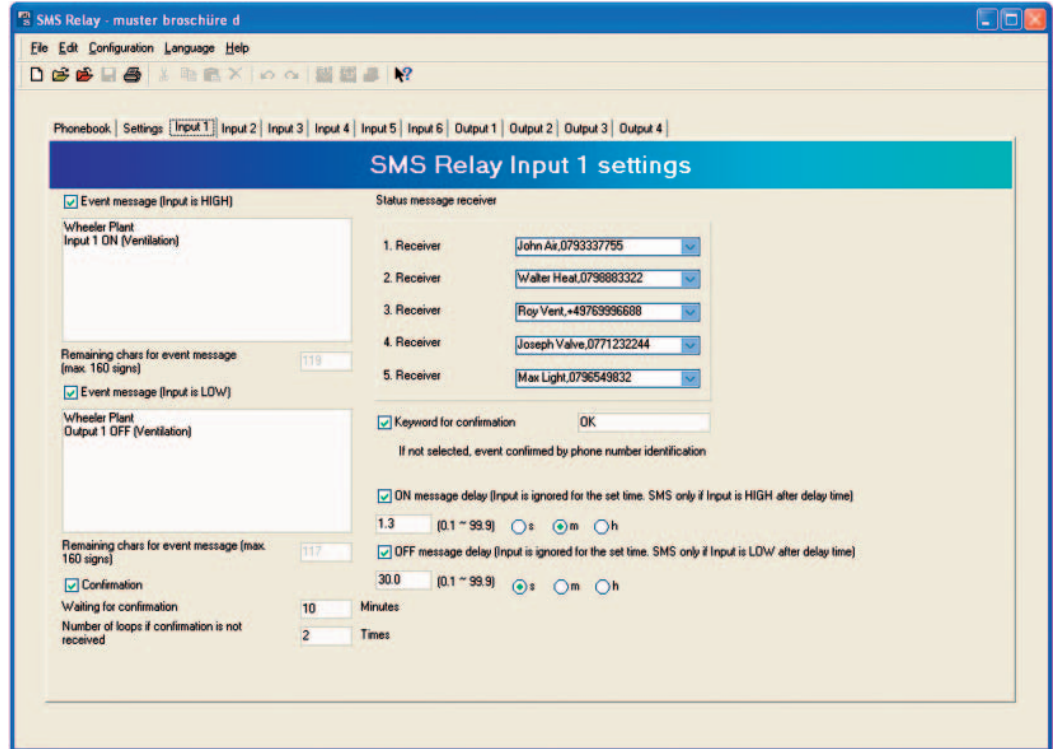 SMS Relay - muster broschüre d
File Edt Configuration Language Help
Phonebook Settings Input 1 Input 2 Input 3 Input 4 Input 5 Input 6 Output 1 Output 2 Output 3 Output 4
SMS Relay Input 1 settings
Event message (Input is HIGH)
Wheeler Plant
Input 1 ON (Ventilation)
Remaining chars for event message
(max. 160 signs)
119
Event message (Input is LOW)
Wheeler Plant
Output 1 OFF (Ventilation)
Remaining chars for event message (max.
160 signs)
117
Confirmation
Waiting for confirmation 10 Minutes
Number of loops if confirmation is not
received
2 Times
Status message receiver
1. Receiver John Air,0793337755
2. Receiver Walter Heat,0798883322
3. Receiver Roy Vent,+49769996688
4. Receiver Joseph Valve,0771232244
5. Receiver Max Light,0796549832
Keyword for confirmation OK
If not selected, event confirmed by phone number identification
ON message delay (Input is ignored for the set time. SMS only if Input is HIGH after delay time)
1.3 (0.1 ~ 99.9) s m h
OFF message delay (Input is ignored for the set time. SMS only if Input is LOW after delay time)
30.0 (0.1 ~ 99.9) s m h